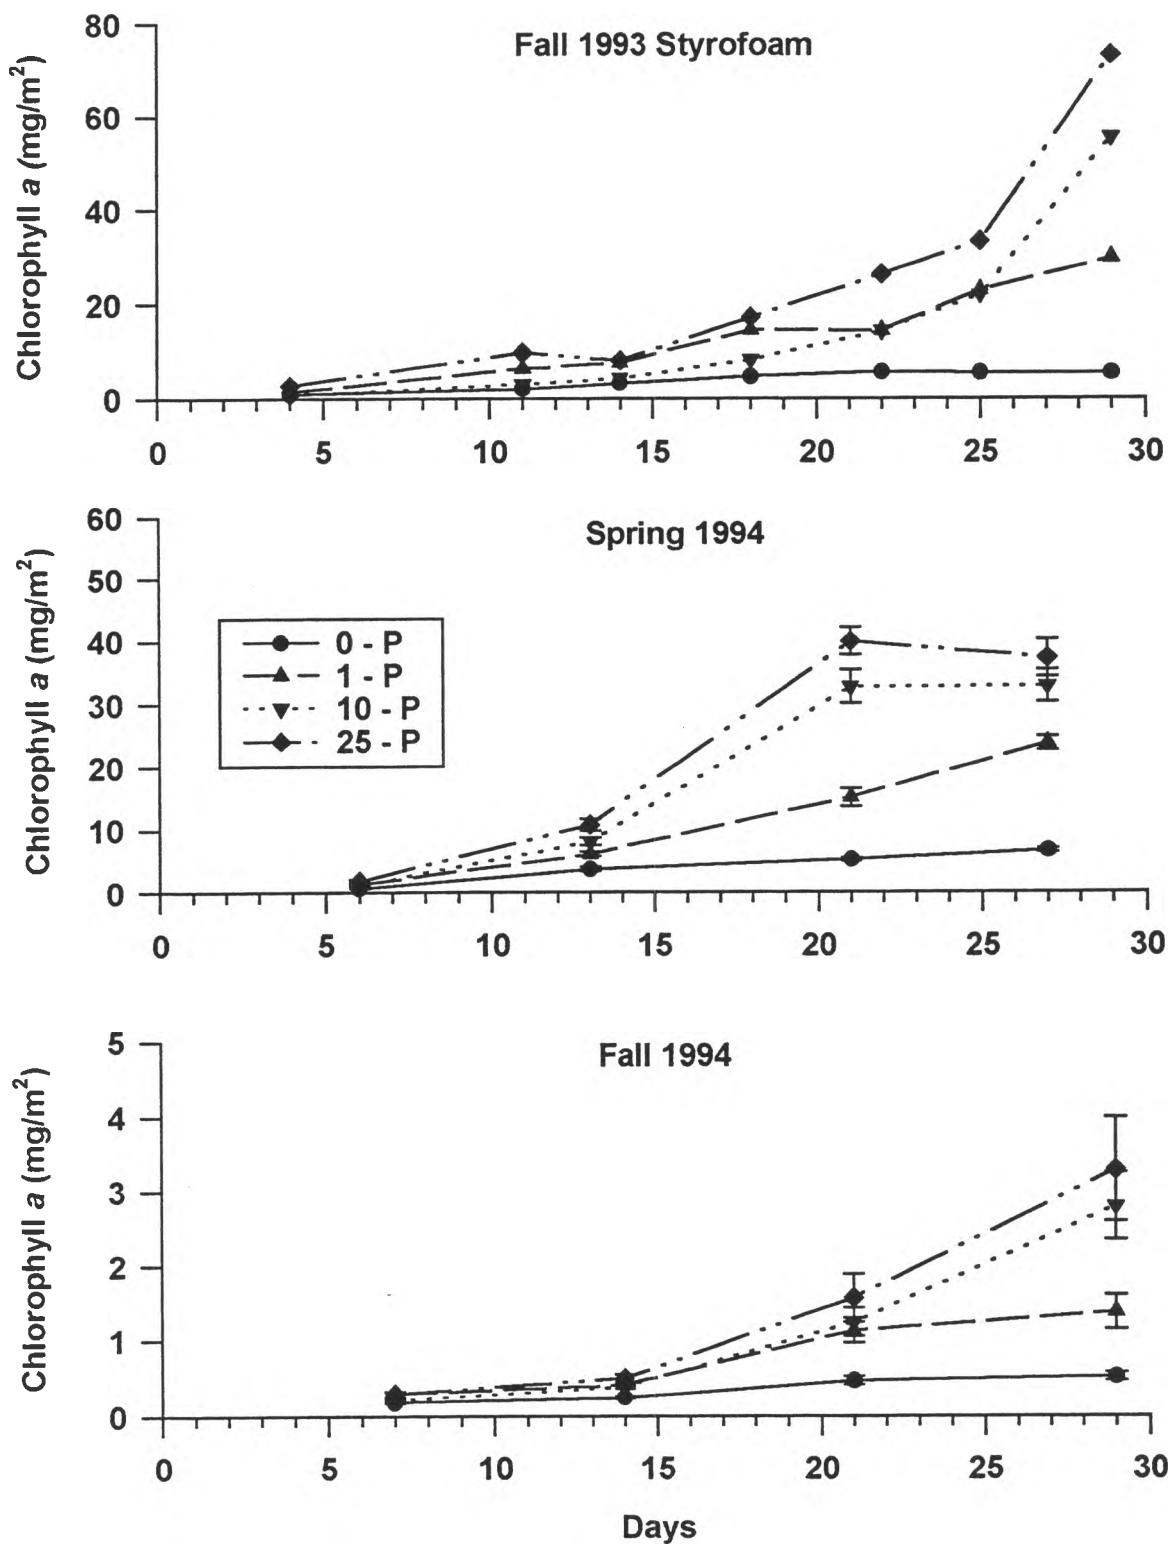 Fall 1993 Styrofoam
Chlorophyll a (mg/m²)
80
60
40
20
0
0 5 10 15 20 25 30
Spring 1994
Chlorophyll a (mg/m²)
60
50
40
30
20
10
0
0 - P
1 - P
10 - P
25 - P
0 5 10 15 20 25 30
Fall 1994
Chlorophyll a (mg/m²)
5
4
3
2
1
0
0 5 10 15 20 25 30
Days